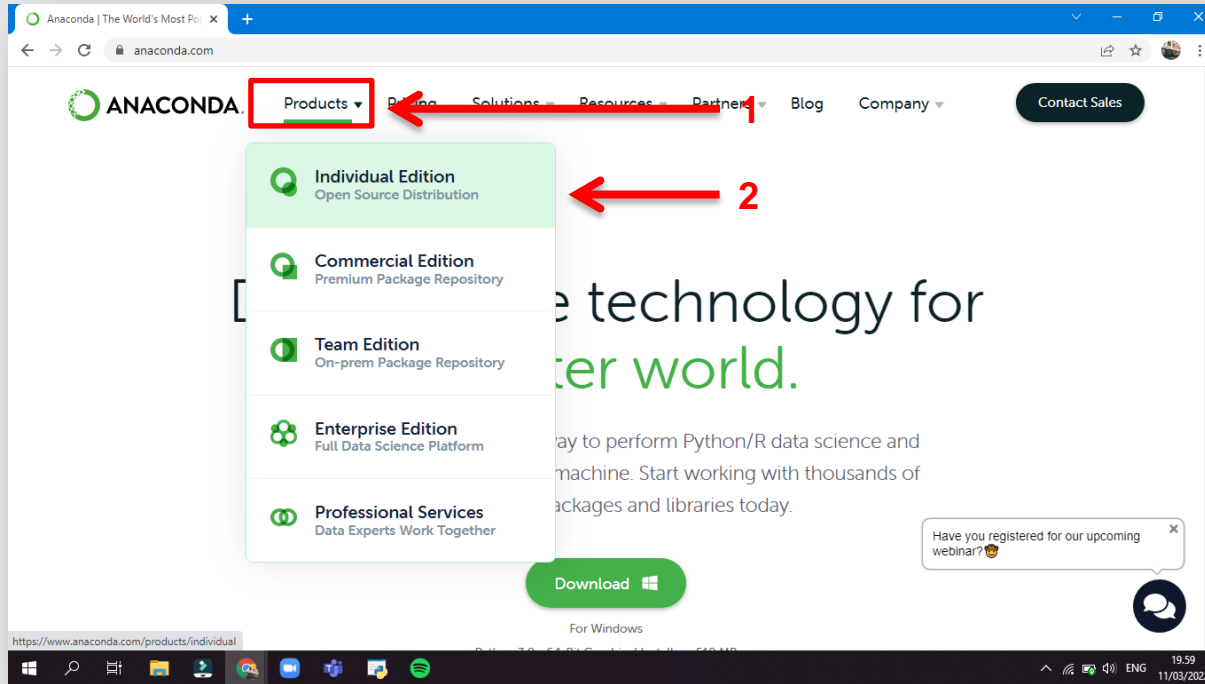 Anaconda | The World's Most Po
anaconda.com
ANACONDA.
Products Pricing Solutions Resources Partners Blog Company Contact Sales
1
Individual Edition
Open Source Distribution
2
Commercial Edition
Premium Package Repository
e technology for
Team Edition
On-prem Package Repository
ter world.
Enterprise Edition
Full Data Science Platform
ay to perform Python/R data science and
machine. Start working with thousands of
ackages and libraries today.
Professional Services
Data Experts Work Together
Have you registered for our upcoming
webinar?
Download
For Windows
https://www.anaconda.com/products/individual
ENG
19.59
11/03/202